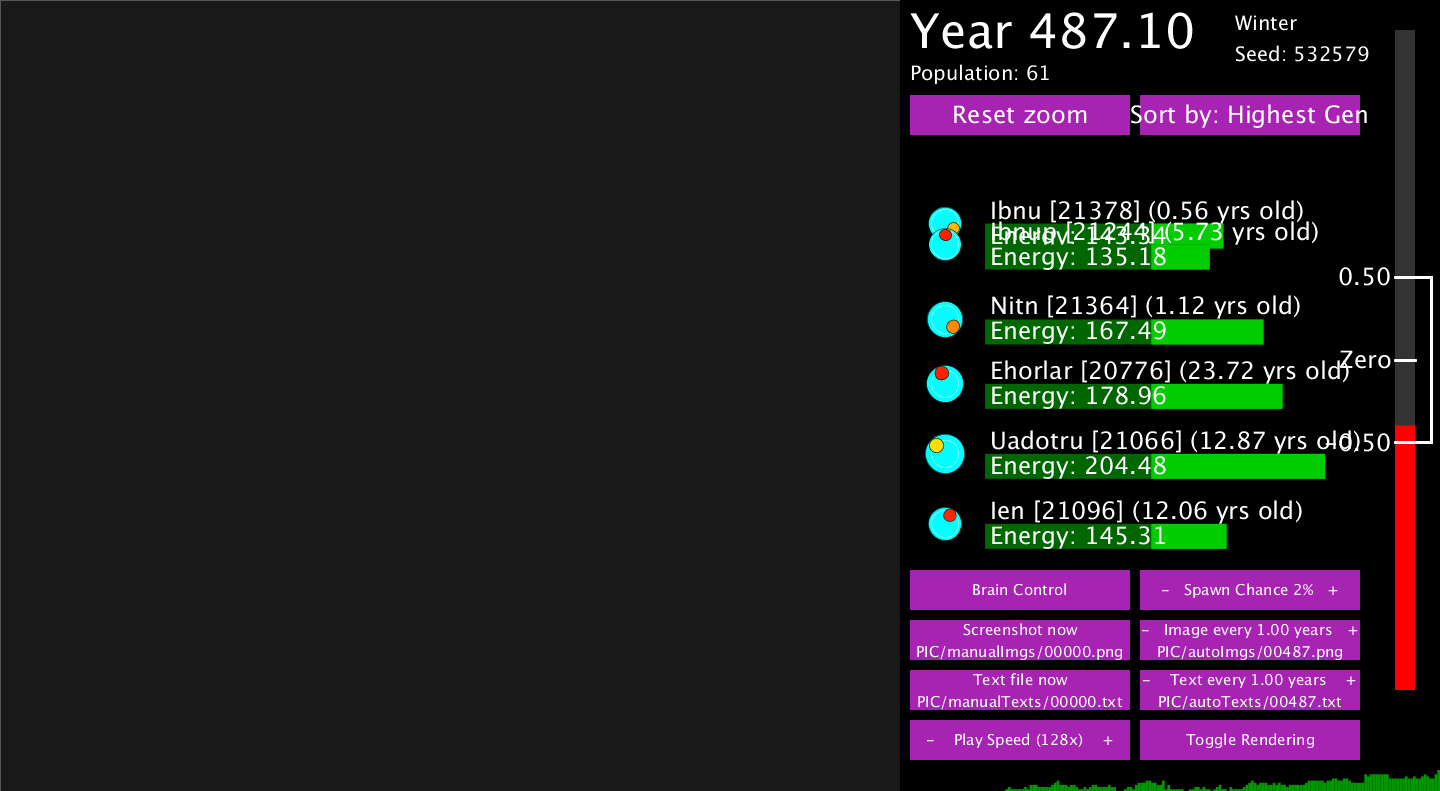 Year 487.10
Winter
Seed: 532579
Population: 61
Reset zoom
Sort by: Highest Gen
Ibnu [21378] (0.56 yrs old)
Ibnup [21244] (5.73 yrs old)
Energy: 135.18
Nitn [21364] (1.12 yrs old)
Energy: 167.49
Ehorlar [20776] (23.72 yrs old)
Energy: 178.96
Uadotru [21066] (12.87 yrs old)
Energy: 204.48
Ien [21096] (12.06 yrs old)
Energy: 145.31
0.50
Zero
-0.50
Brain Control
- Spawn Chance 2% +
Screenshot now
PIC/manualImgs/00000.png
- Image every 1.00 years +
PIC/autoImgs/00487.png
Text file now
PIC/manualTexts/00000.txt
- Text every 1.00 years +
PIC/autoTexts/00487.txt
- Play Speed (128x) +
Toggle Rendering